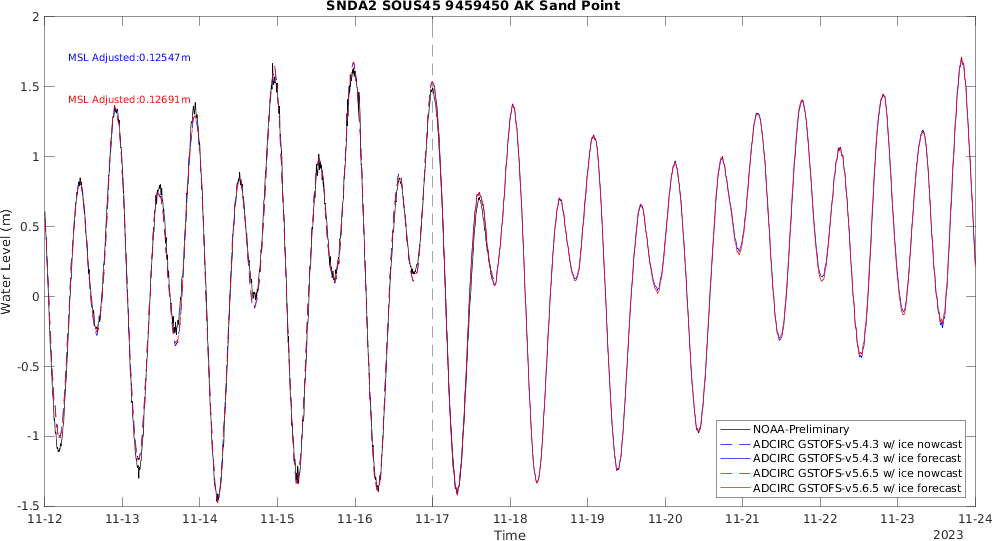 SNDA2 SOUS45 9459450 AK Sand Point
2
1.5
1
0.5
0
-0.5
-1
-1.5
Water Level (m)
MSL Adjusted:0.12547m
MSL Adjusted:0.12691m
NOAA-Preliminary
ADCIRC GSTOFS-v5.4.3 w/ ice nowcast
ADCIRC GSTOFS-v5.4.3 w/ ice forecast
ADCIRC GSTOFS-v5.6.5 w/ ice nowcast
ADCIRC GSTOFS-v5.6.5 w/ ice forecast
11-12 11-13 11-14 11-15 11-16 11-17 11-18 11-19 11-20 11-21 11-22 11-23 11-24
Time
2023